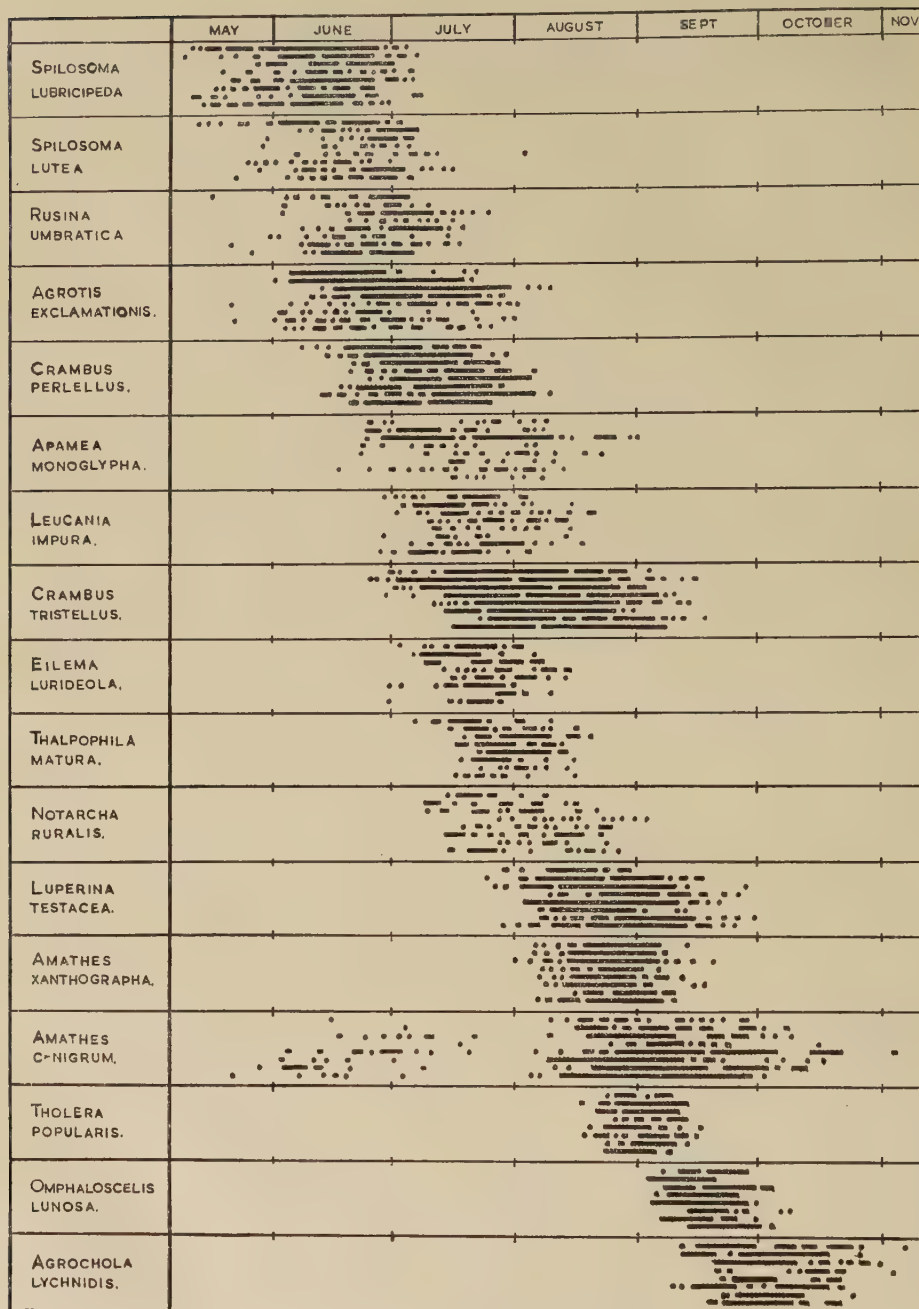 MAY JUNE JULY AUGUST SEPT OCTOBER NOV
SPILOSOMA
LUBRICIPEDA
SPILOSOMA
LUTEA
RUSINA
UMBRATICA
AGROTIS
EXCLAMATIONIS.
CRAMBUS
PERLELLUS.
APAMEA
MONOGLYPHA.
LEUCANIA
IMPURA.
CRAMBUS
TRISTELLUS.
EILEMA
LURIDEOLA.
THALPOPHILA
MATURA.
NOTARCHA
RURALIS.
LUPERINA
TESTACEA.
AMATHES
XANTHOGRAPHA.
AMATHES
C-NIGRUM.
THOLERA
POPULARIS.
OMPHALOSCELIS
LUNOSA.
AGROCHOLA
LYCHNIDIS.